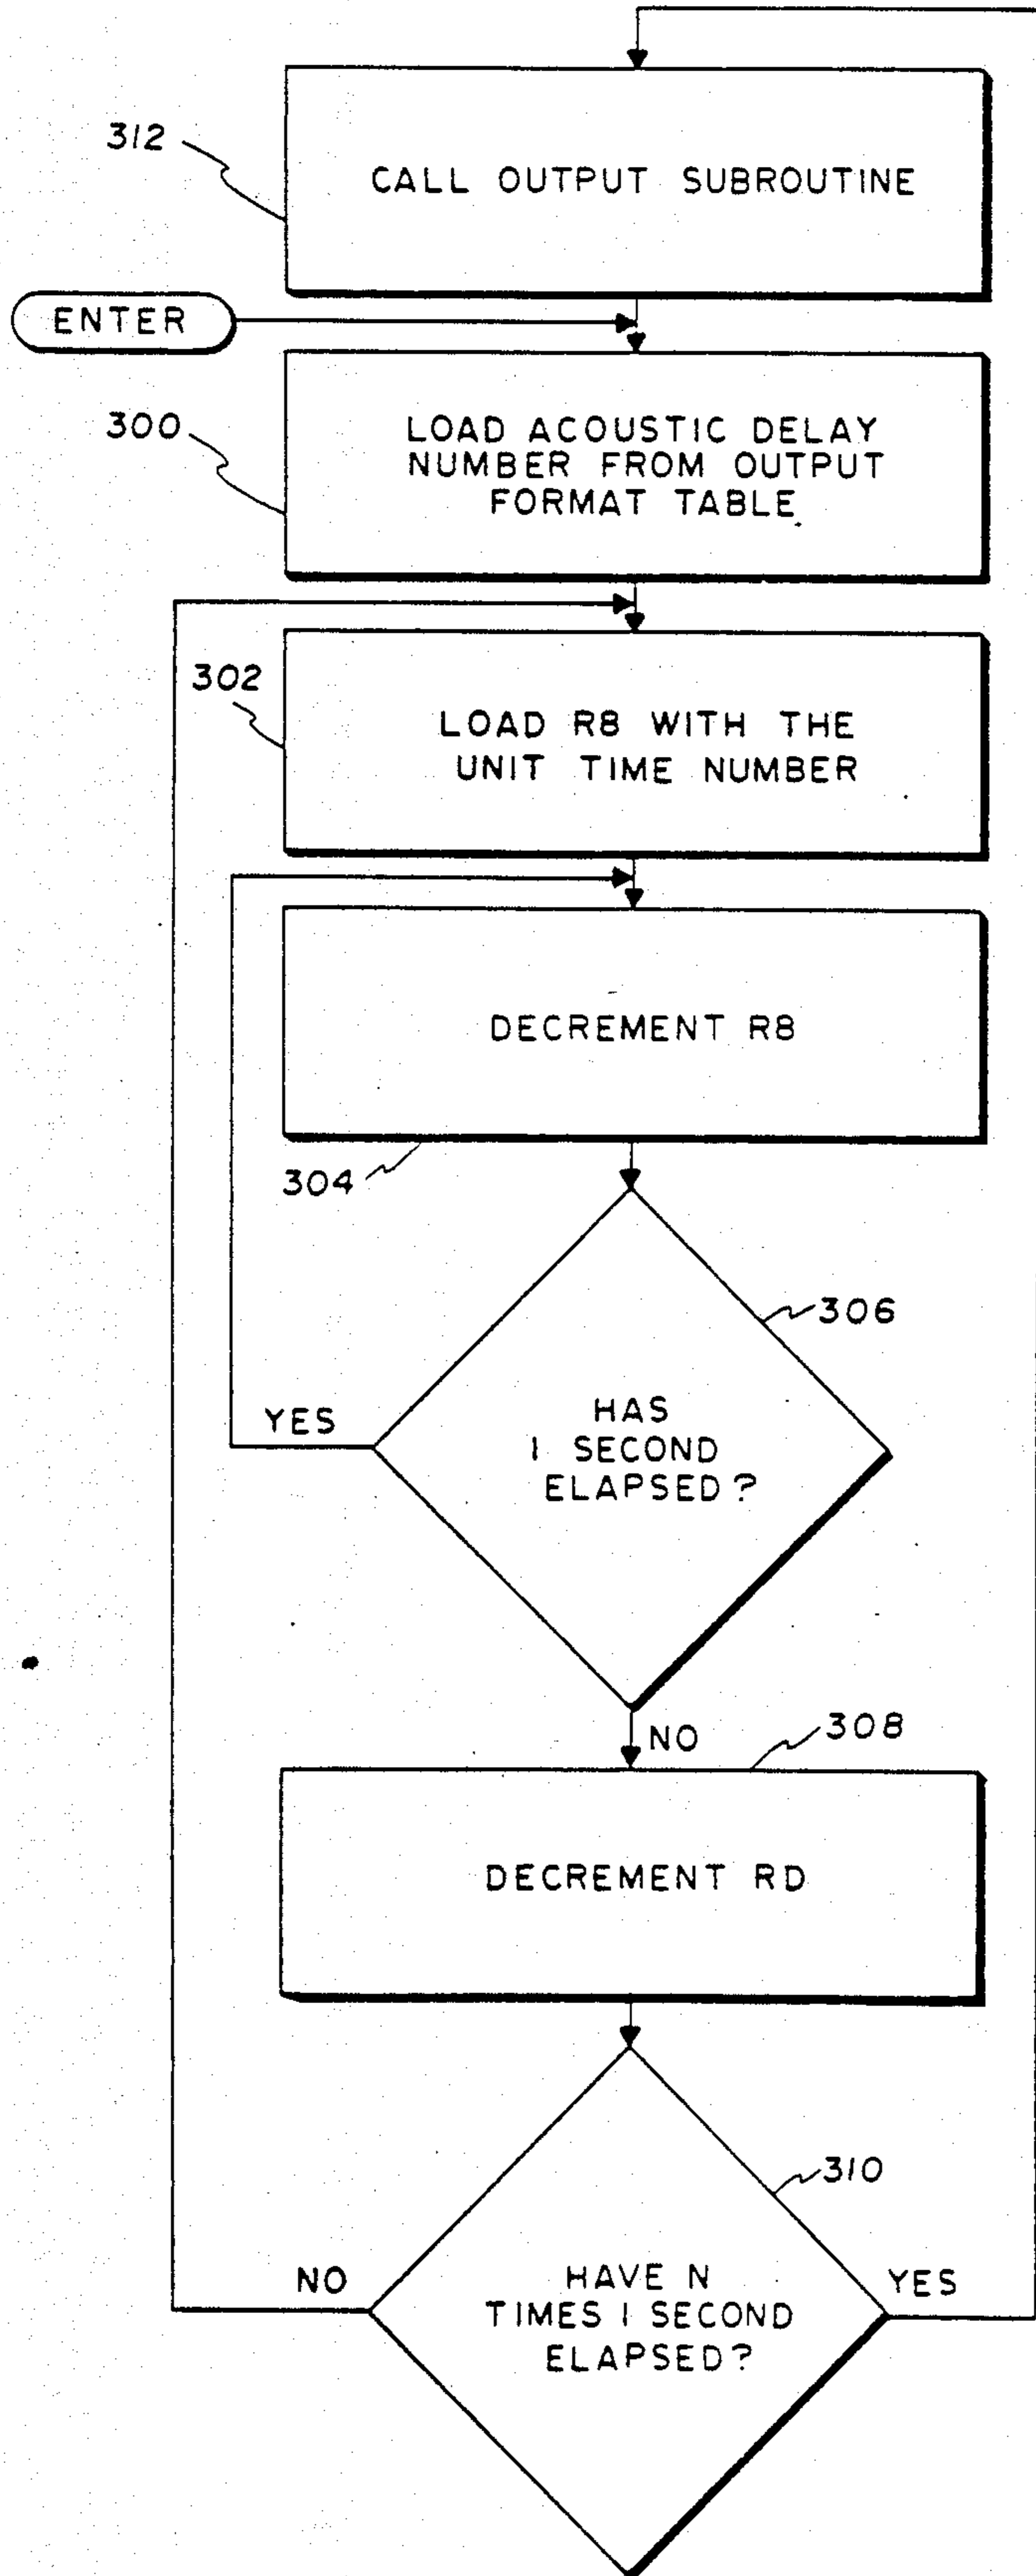 312
CALL OUTPUT SUBROUTINE
ENTER
300
LOAD ACOUSTIC DELAY
NUMBER FROM OUTPUT
FORMAT TABLE
302
LOAD R8 WITH THE
UNIT TIME NUMBER
DECREMENT R8
304
306
HAS
1 SECOND
ELAPSED?
YES
NO
308
DECREMENT RD
310
HAVE N
TIMES 1 SECOND
ELAPSED?
NO
YES